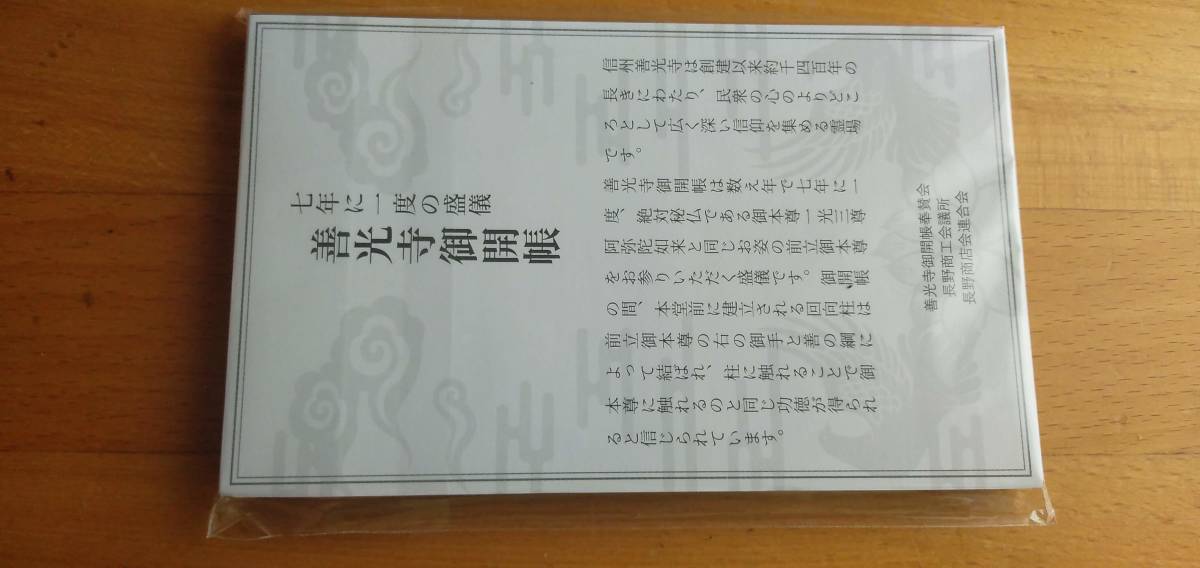 七年に一度の盛儀
善光寺御開帳
信州善光寺は創建以来約千四百年の
長きにわたり、民衆の心のよりどこ
ろとして広く深い信仰を集める霊場
です。
善光寺御開帳は数え年で七年に一
度、絶対秘仏である御本尊一光三尊
阿弥陀如来と同じお姿の前立御本尊
をお参りいただく盛儀です。御開帳
の間、本堂前に建立される回向柱は
前立御本尊の右の御手と善の綱に
よって結ばれ、柱に触れることで御
本尊に触れるのと同じ功徳が得られ
ると信じられています。
善光寺御開帳奉賛会
長野商工会議所
長野商店会連合会